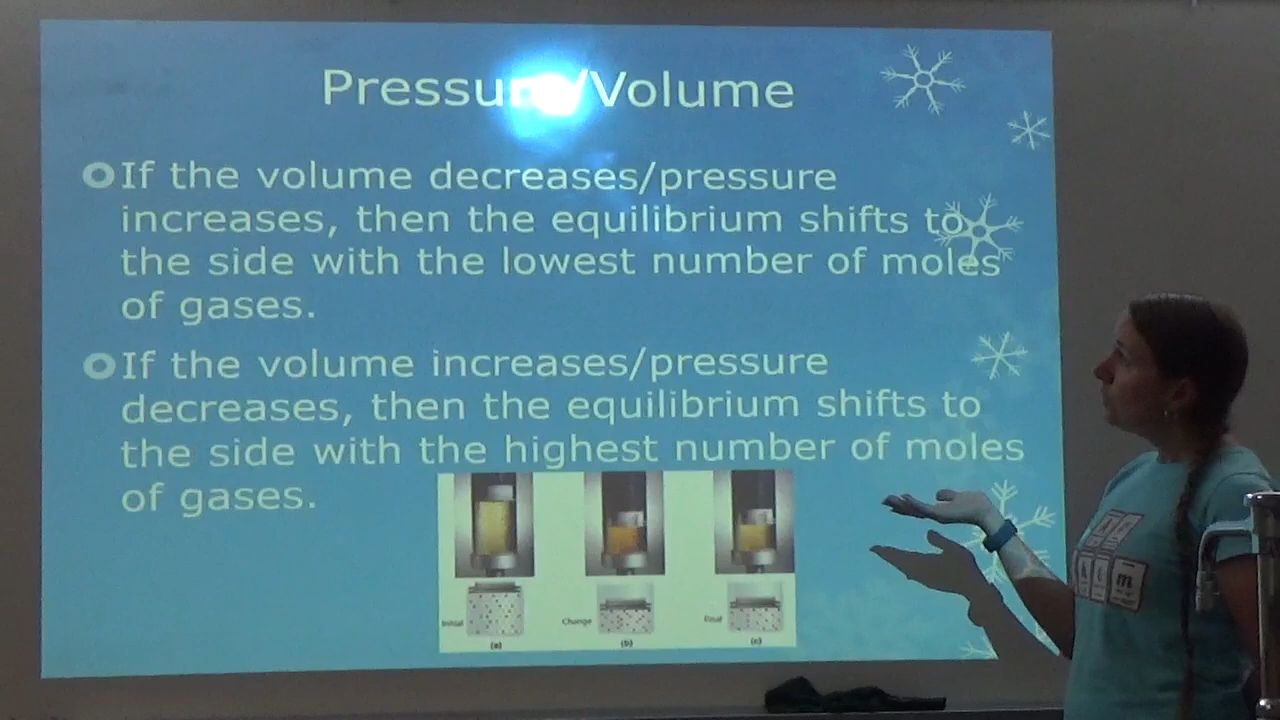 Pressure/Volume
If the volume decreases/pressure
increases, then the equilibrium shifts to
the side with the lowest number of moles
of gases.
If the volume increases/pressure
decreases, then the equilibrium shifts to
the side with the highest number of moles
of gases.
Initial Change Final
(a) (b) (c)